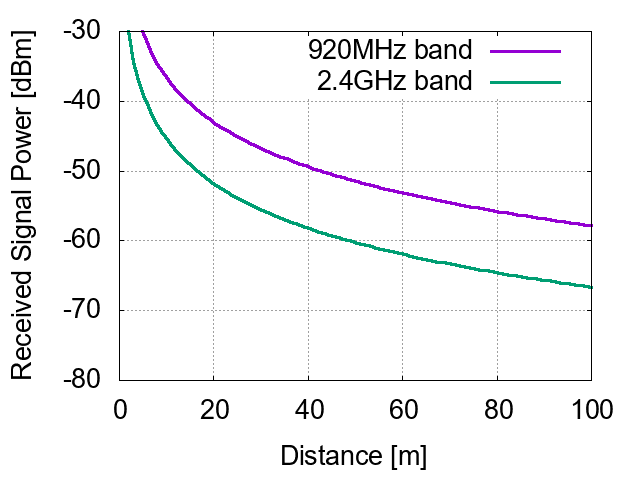 Received Signal Power [dBm]
-30
-40
-50
-60
-70
-80
920MHz band
2.4GHz band
0 20 40 60 80 100
Distance [m]